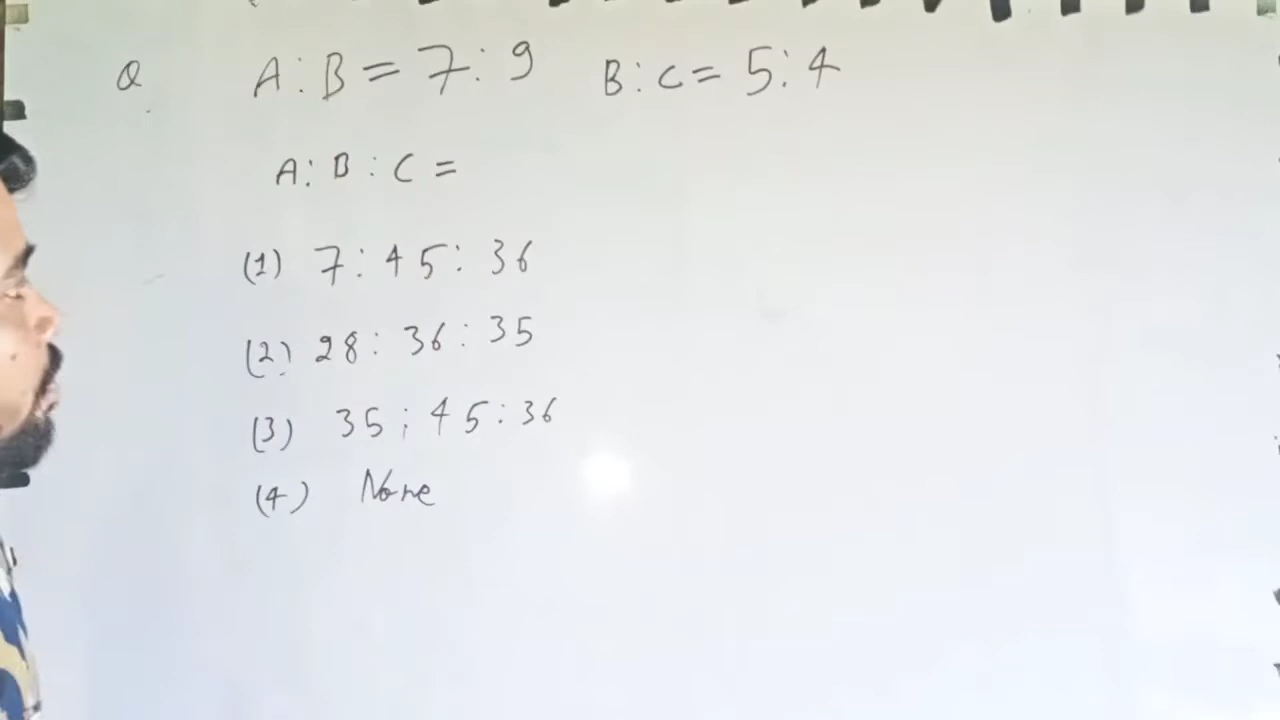 Q A:B = 7:9 B:C = 5:4
A:B:C =
(1) 7:45:36
(2) 28:36:35
(3) 35;45:36
(4) None